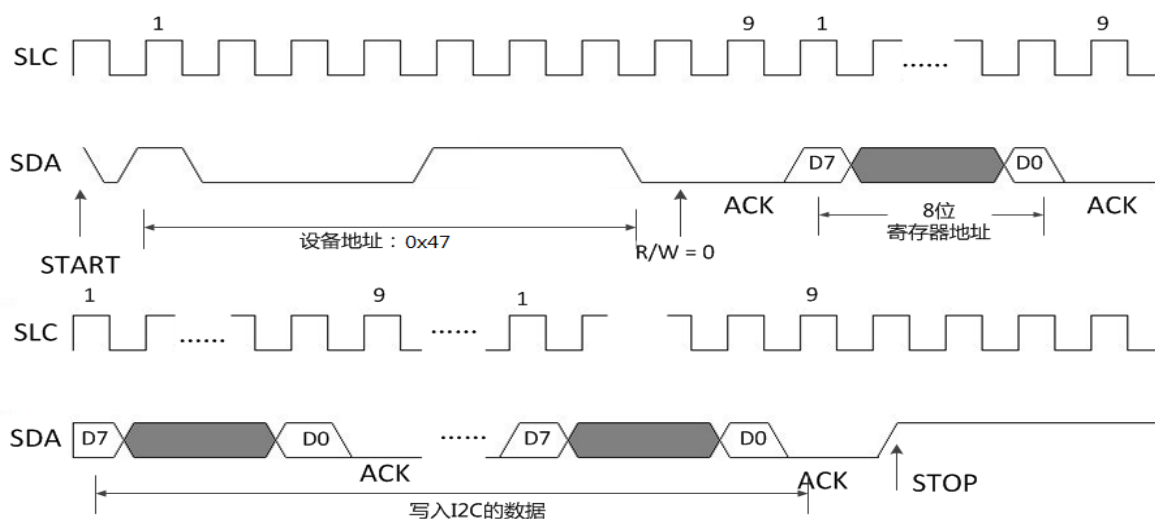 1 9 1 9
SLC ......
SDA D7 D0
ACK ACK
设备地址：0x47
8位
寄存器地址
START
R/W = 0
1 9 1 9
SLC ...... ......
SDA D7 D0 ...... D7 D0
ACK ACK STOP
写入I2C的数据